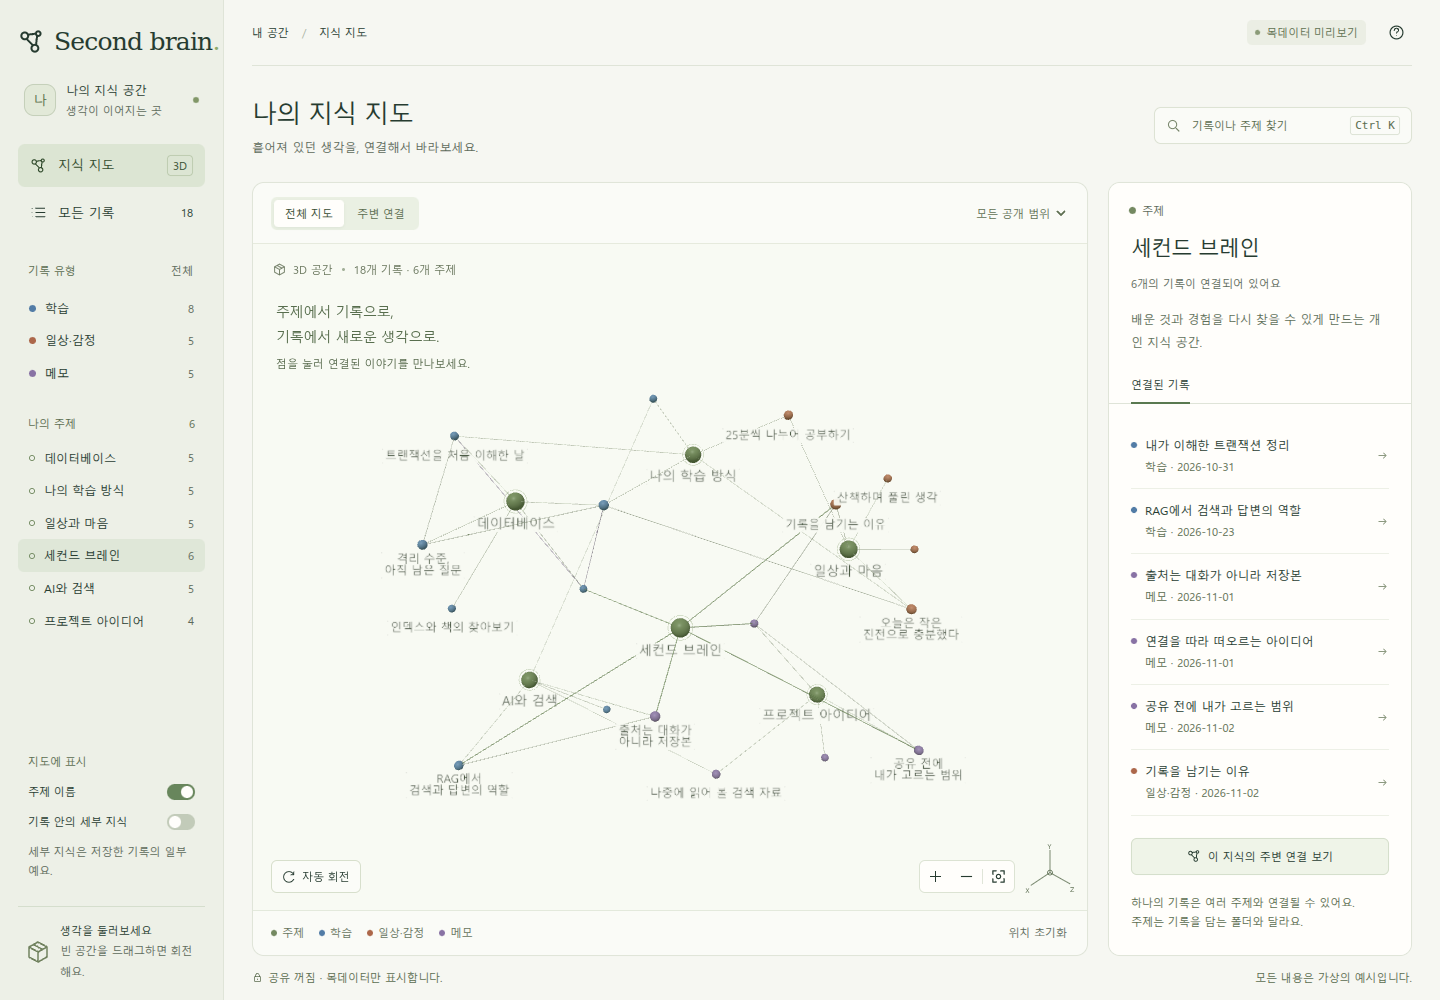 Second brain.
나
나의 지식 공간
생각이 이어지는 곳
지식 지도
3D
모든 기록
18
기록 유형
전체
학습
8
일상·감정
5
메모
5
나의 주제
6
데이터베이스
5
나의 학습 방식
5
일상과 마음
5
세컨드 브레인
6
AI와 검색
5
프로젝트 아이디어
4
지도에 표시
주제 이름
기록 안의 세부 지식
세부 지식은 저장한 기록의 일부
예요.
생각을 둘러보세요
빈 공간을 드래그하면 회전
해요.
내 공간 / 지식 지도
목데이터 미리보기
나의 지식 지도
흩어져 있던 생각을, 연결해서 바라보세요.
기록이나 주제 찾기
Ctrl K
전체 지도
주변 연결
모든 공개 범위
3D 공간 • 18개 기록 · 6개 주제
주제에서 기록으로,
기록에서 새로운 생각으로.
점을 눌러 연결된 이야기를 만나보세요.
25분씩 나누어 공부하기
트랜잭션을 처음 이해한 날
나의 학습 방식
산책하며 풀린 생각
데이터베이스
기록을 남기는 이유
격리 수준,
아직 남은 질문
일상과 마음
인덱스와 책의 찾아보기
오늘은 작은
진전으로 충분했다
세컨드 브레인
AI와 검색
프로젝트 아이디어
출처는 대화가
아니라 저장본
RAG에서
검색과 답변의 역할
공유 전에
내가 고르는 범위
나중에 읽어 볼 검색 자료
자동 회전
Y
X
Z
주제
학습
일상·감정
메모
위치 초기화
공유 꺼짐 · 목데이터만 표시합니다.
주제
세컨드 브레인
6개의 기록이 연결되어 있어요
배운 것과 경험을 다시 찾을 수 있게 만드는 개
인 지식 공간.
연결된 기록
내가 이해한 트랜잭션 정리
학습 · 2026-10-31
RAG에서 검색과 답변의 역할
학습 · 2026-10-23
출처는 대화가 아니라 저장본
메모 · 2026-11-01
연결을 따라 떠오르는 아이디어
메모 · 2026-11-01
공유 전에 내가 고르는 범위
메모 · 2026-11-02
기록을 남기는 이유
일상·감정 · 2026-11-02
이 지식의 주변 연결 보기
하나의 기록은 여러 주제와 연결될 수 있어요.
주제는 기록을 담는 폴더와 달라요.
모든 내용은 가상의 예시입니다.